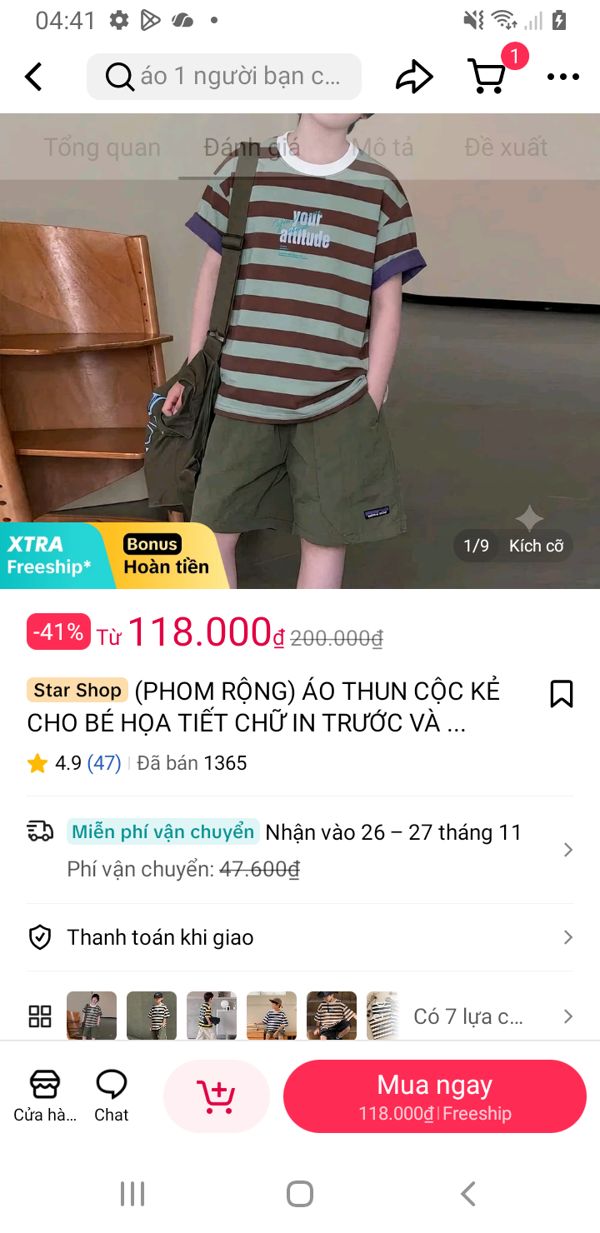 04:41
áo 1 người bạn c...
1
Tổng quan Đánh giá Mô tả Đề xuất
your
attitude
XTRA
Freeship*
Bonus
Hoàn tiền
1/9 Kích cỡ
-41% Từ 118.000₫ 200.000₫
Star Shop (PHOM RỘNG) ÁO THUN CỘC KẺ
CHO BÉ HỌA TIẾT CHỮ IN TRƯỚC VÀ ...
4.9 (47) Đã bán 1365
Miễn phí vận chuyển Nhận vào 26 – 27 tháng 11
Phí vận chuyển: 47.600₫
Thanh toán khi giao
Có 7 lựa c...
Cửa hà... Chat
Mua ngay
118.000₫ | Freeship